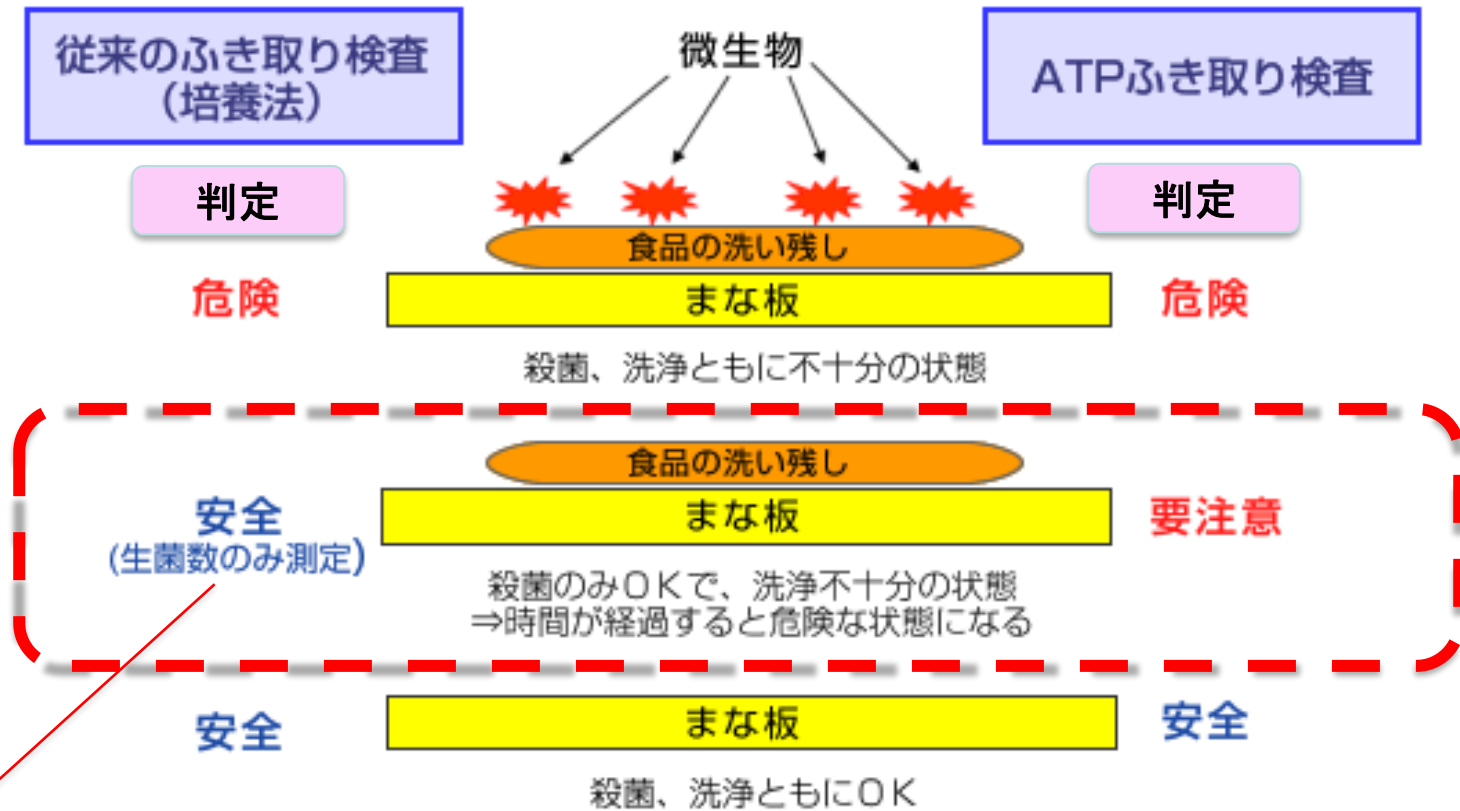 従来のふき取り検査
(培養法)
微生物
ATPふき取り検査
判定
判定
食品の洗い残し
危険
まな板
危険
殺菌、洗浄ともに不十分の状態
食品の洗い残し
安全
(生菌数のみ測定)
まな板
要注意
殺菌のみOKで、洗浄不十分の状態
⇒時間が経過すると危険な状態になる
安全
まな板
安全
殺菌、洗浄ともにOK